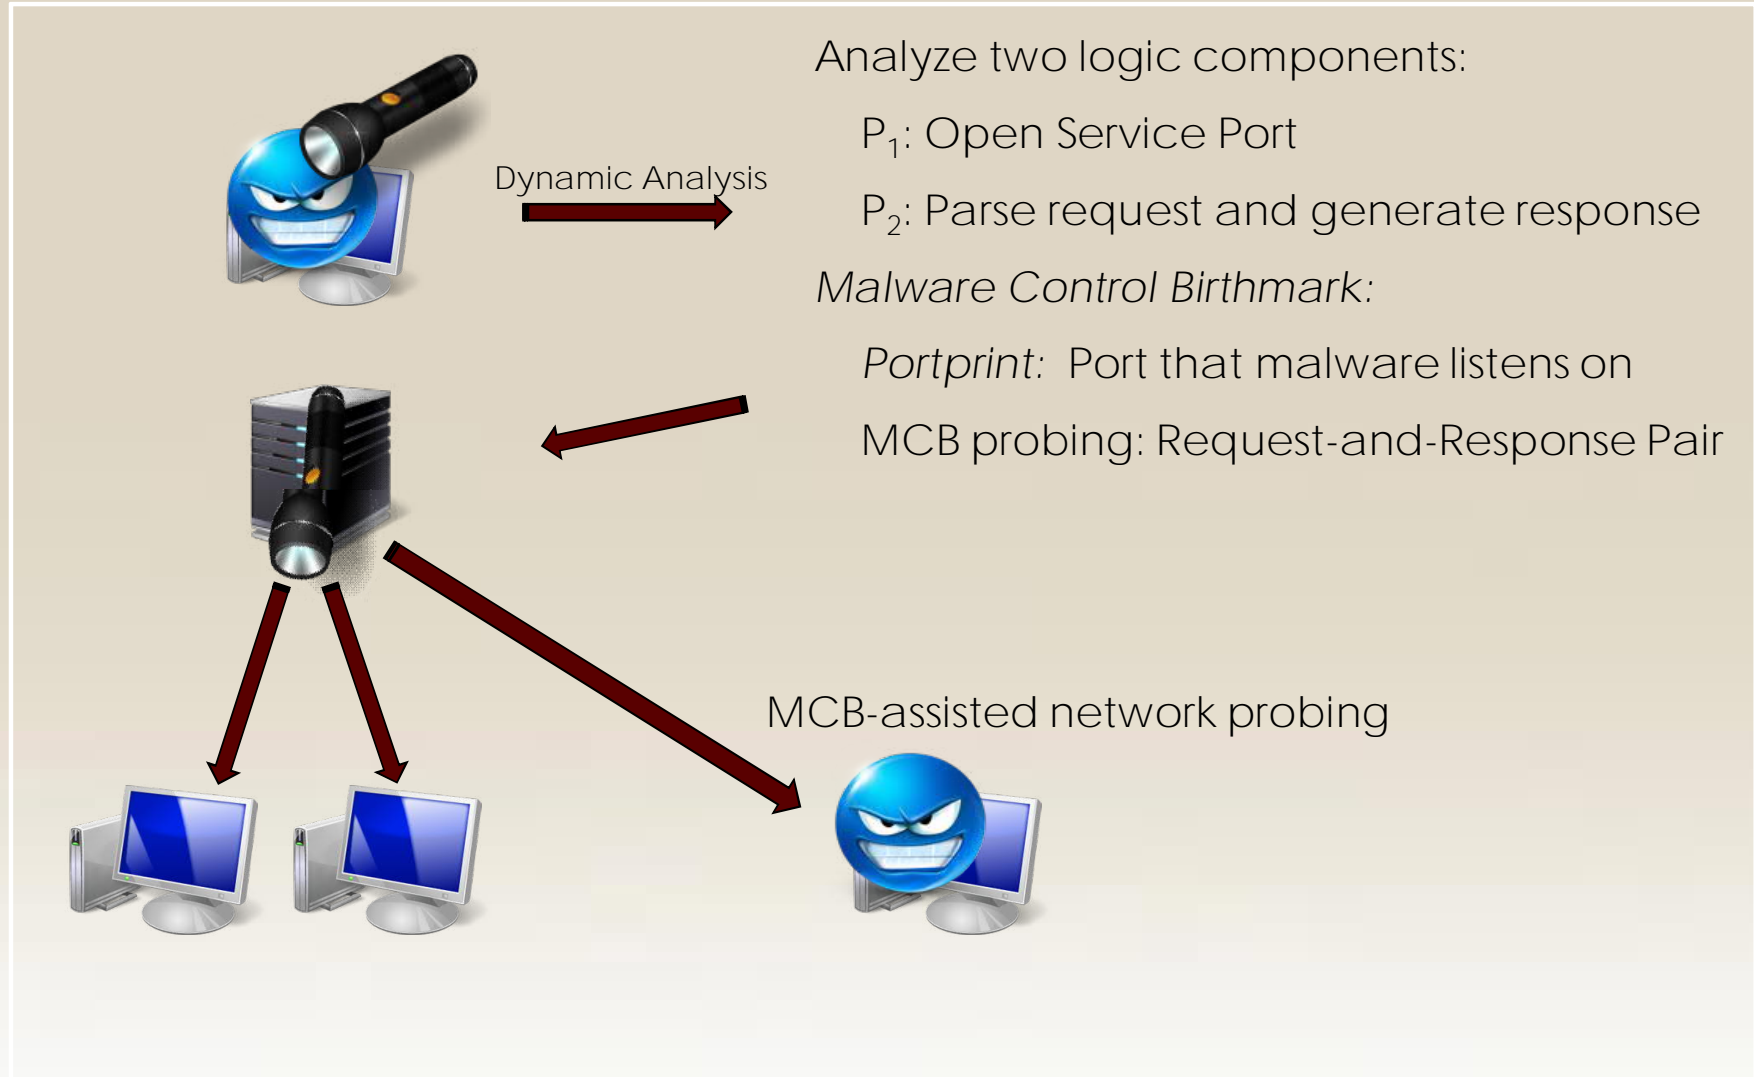 Analyze two logic components:
P₁: Open Service Port
Dynamic Analysis
P₂: Parse request and generate response
Malware Control Birthmark:
Portprint: Port that malware listens on
MCB probing: Request-and-Response Pair
MCB-assisted network probing